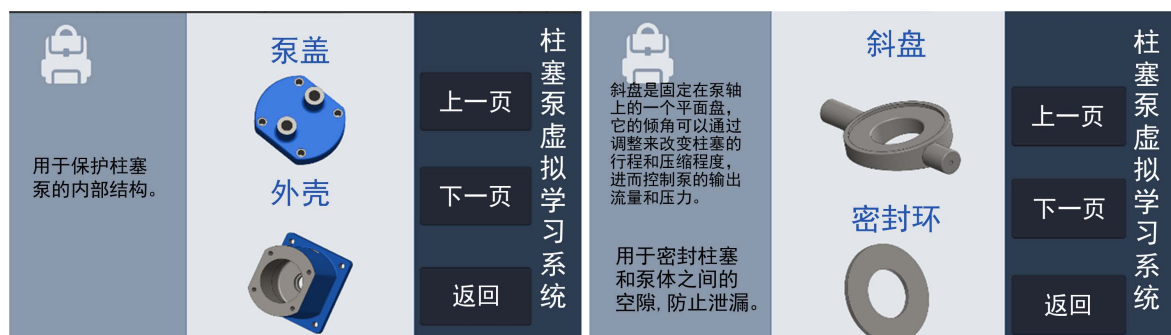 泵盖
用于保护柱塞
泵的内部结构。
外壳
上一页
下一页
返回
柱塞泵虚拟学习系统
斜盘
斜盘是固定在泵轴
上的一个平面盘，
它的倾角可以通过
调整来改变柱塞的
行程和压缩程度，
进而控制泵的输出
流量和压力。
密封环
用于密封柱塞
和泵体之间的
空隙，防止泄漏。
上一页
下一页
返回
柱塞泵虚拟学习系统